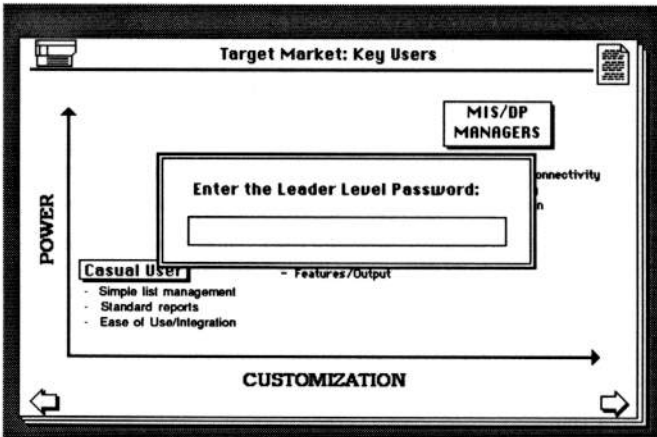 Target Market: Key Users
MIS/DP
MANAGERS
onnectivity
n
Enter the Leader Level Password:
POWER
Casual User
- Features/Output
- Simple list management
- Standard reports
- Ease of Use/Integration
CUSTOMIZATION